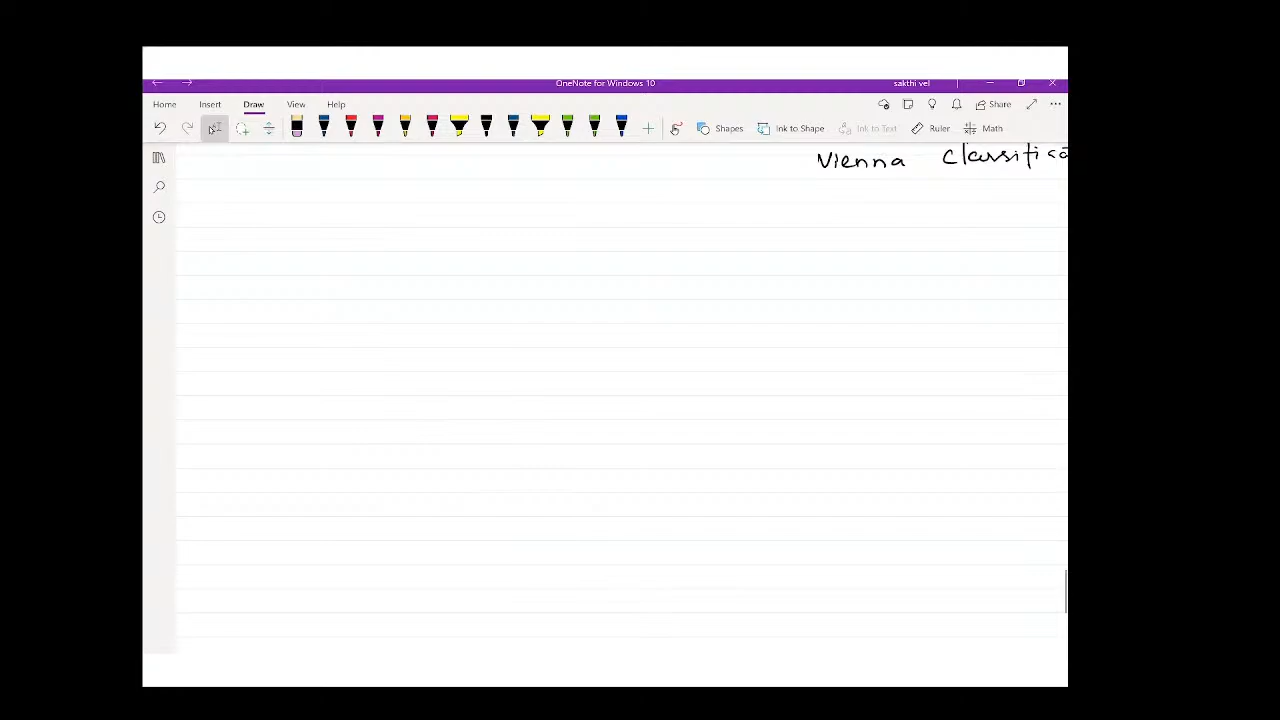 OneNote for Windows 10
sakthi vel
Home Insert Draw View Help
Share
Shapes Ink to Shape Ink to Text Ruler Math
Vienna Classifica